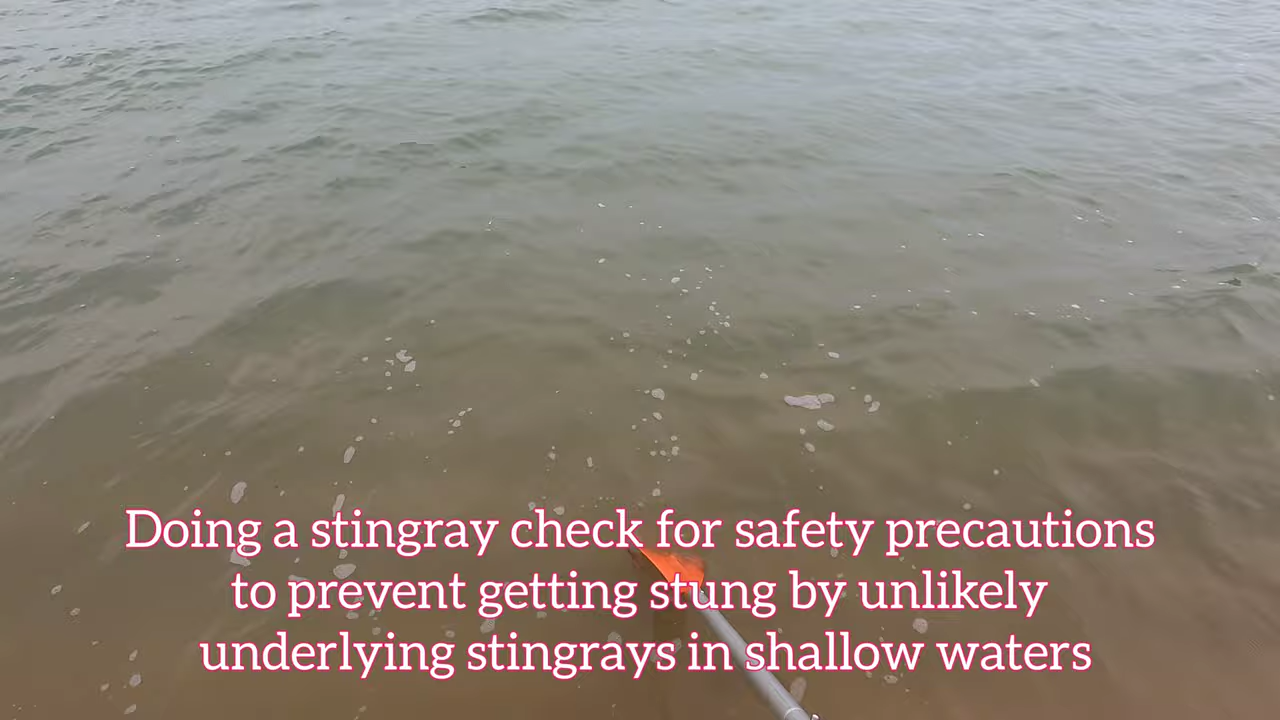 Doing a stingray check for safety precautions
to prevent getting stung by unlikely
underlying stingrays in shallow waters